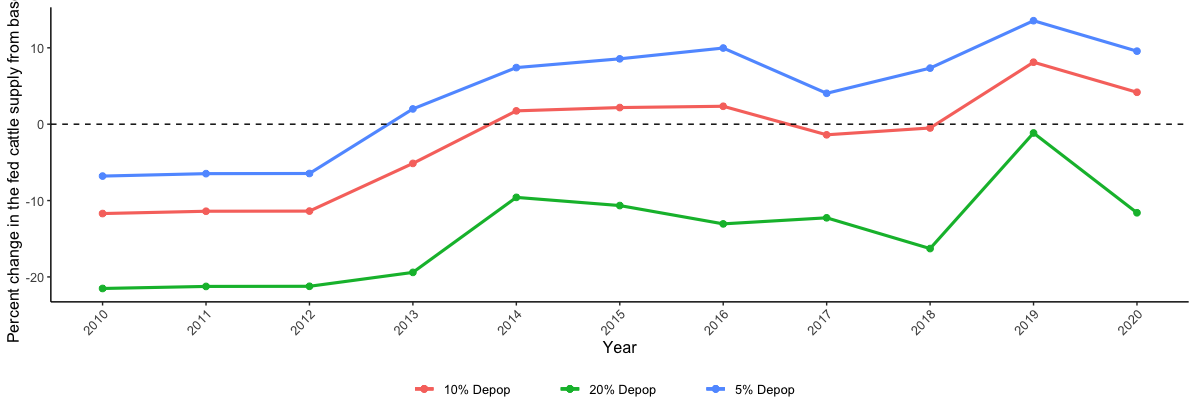 Percent change in the fed cattle supply from bas
10
0
-10
-20
2010 2011 2012 2013 2014 2015 2016 2017 2018 2019 2020
Year
10% Depop 20% Depop 5% Depop